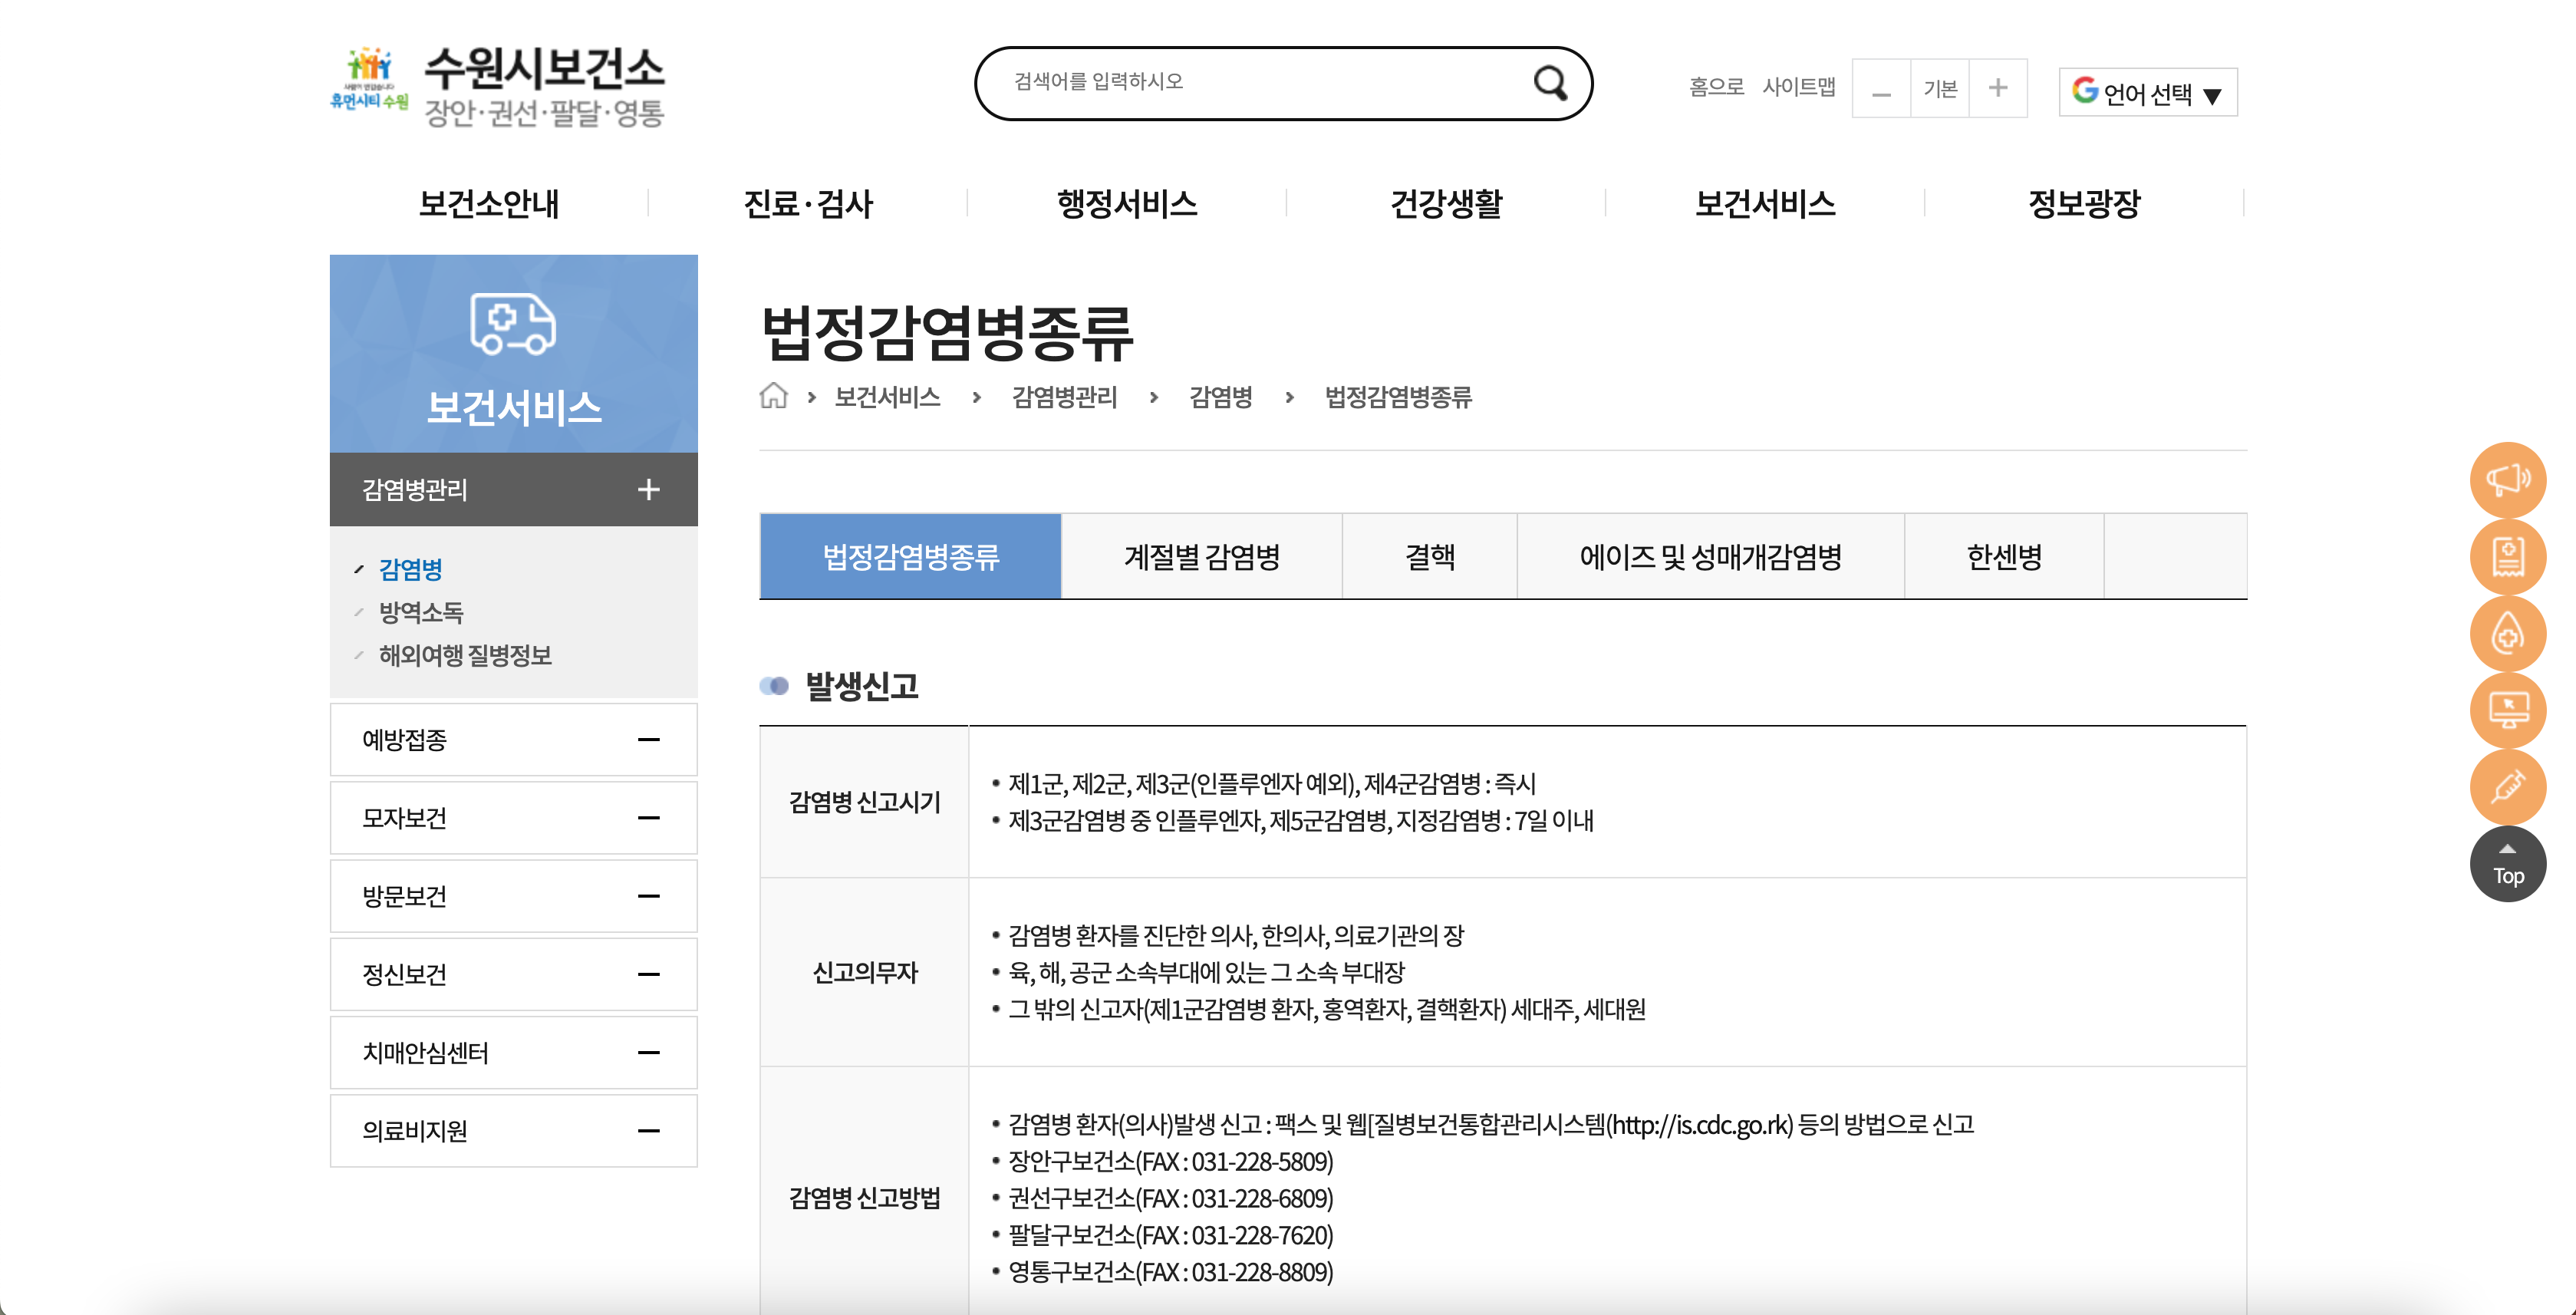 사람이 반갑습니다
휴먼시티 수원
수원시보건소
장안·권선·팔달·영통
검색어를 입력하시오
홈으로 사이트맵 _ 기본 +
G 언어 선택 ▼
보건소안내 진료·검사 행정서비스 건강생활 보건서비스 정보광장
보건서비스
감염병관리 +
감염병
방역소독
해외여행 질병정보
예방접종
모자보건
방문보건
정신보건
치매안심센터
의료비지원
법정감염병종류
보건서비스 > 감염병관리 > 감염병 > 법정감염병종류
법정감염병종류 계절별 감염병 결핵 에이즈 및 성매개감염병 한센병
발생신고
감염병 신고시기
• 제1군, 제2군, 제3군(인플루엔자 예외), 제4군감염병 : 즉시
• 제3군감염병 중 인플루엔자, 제5군감염병, 지정감염병 : 7일 이내
신고의무자
• 감염병 환자를 진단한 의사, 한의사, 의료기관의 장
• 육, 해, 공군 소속부대에 있는 그 소속 부대장
• 그 밖의 신고자(제1군감염병 환자, 홍역환자, 결핵환자) 세대주, 세대원
감염병 신고방법
• 감염병 환자(의사)발생 신고 : 팩스 및 웹[질병보건통합관리시스템(http://is.cdc.go.rk) 등의 방법으로 신고
• 장안구보건소(FAX : 031-228-5809)
• 권선구보건소(FAX : 031-228-6809)
• 팔달구보건소(FAX : 031-228-7620)
• 영통구보건소(FAX : 031-228-8809)
Top